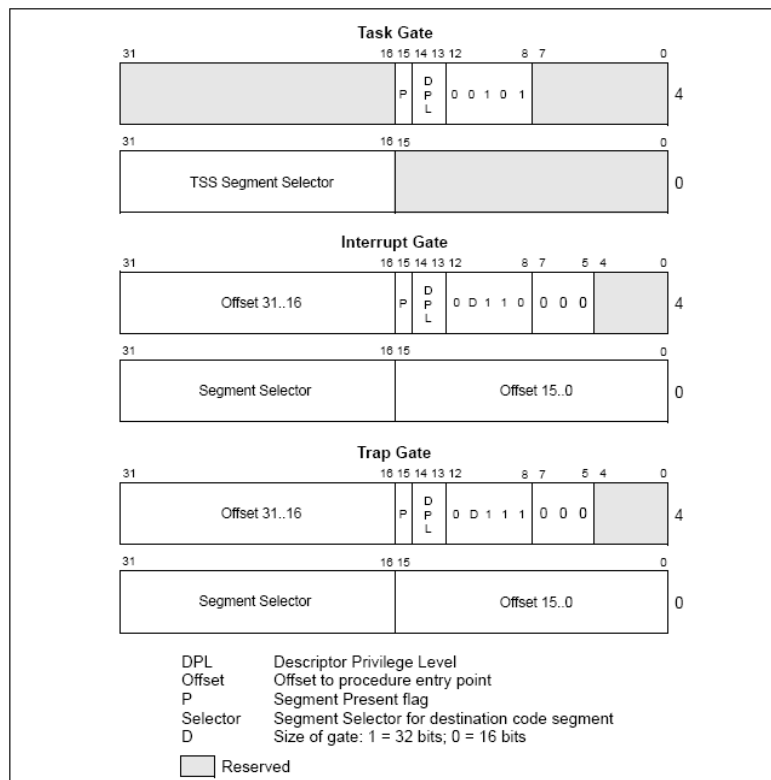 Task Gate
31 16 15 14 13 12 8 7 0
P D P L 0 0 1 0 1 4
31 16 15 0
TSS Segment Selector 0
Interrupt Gate
31 16 15 14 13 12 8 7 5 4 0
Offset 31..16 P D P L 0 D 1 1 0 0 0 0 4
31 16 15 0
Segment Selector Offset 15..0 0
Trap Gate
31 16 15 14 13 12 8 7 5 4 0
Offset 31..16 P D P L 0 D 1 1 1 0 0 0 4
31 16 15 0
Segment Selector Offset 15..0 0
DPL Descriptor Privilege Level
Offset Offset to procedure entry point
P Segment Present flag
Selector Segment Selector for destination code segment
D Size of gate: 1 = 32 bits; 0 = 16 bits
Reserved